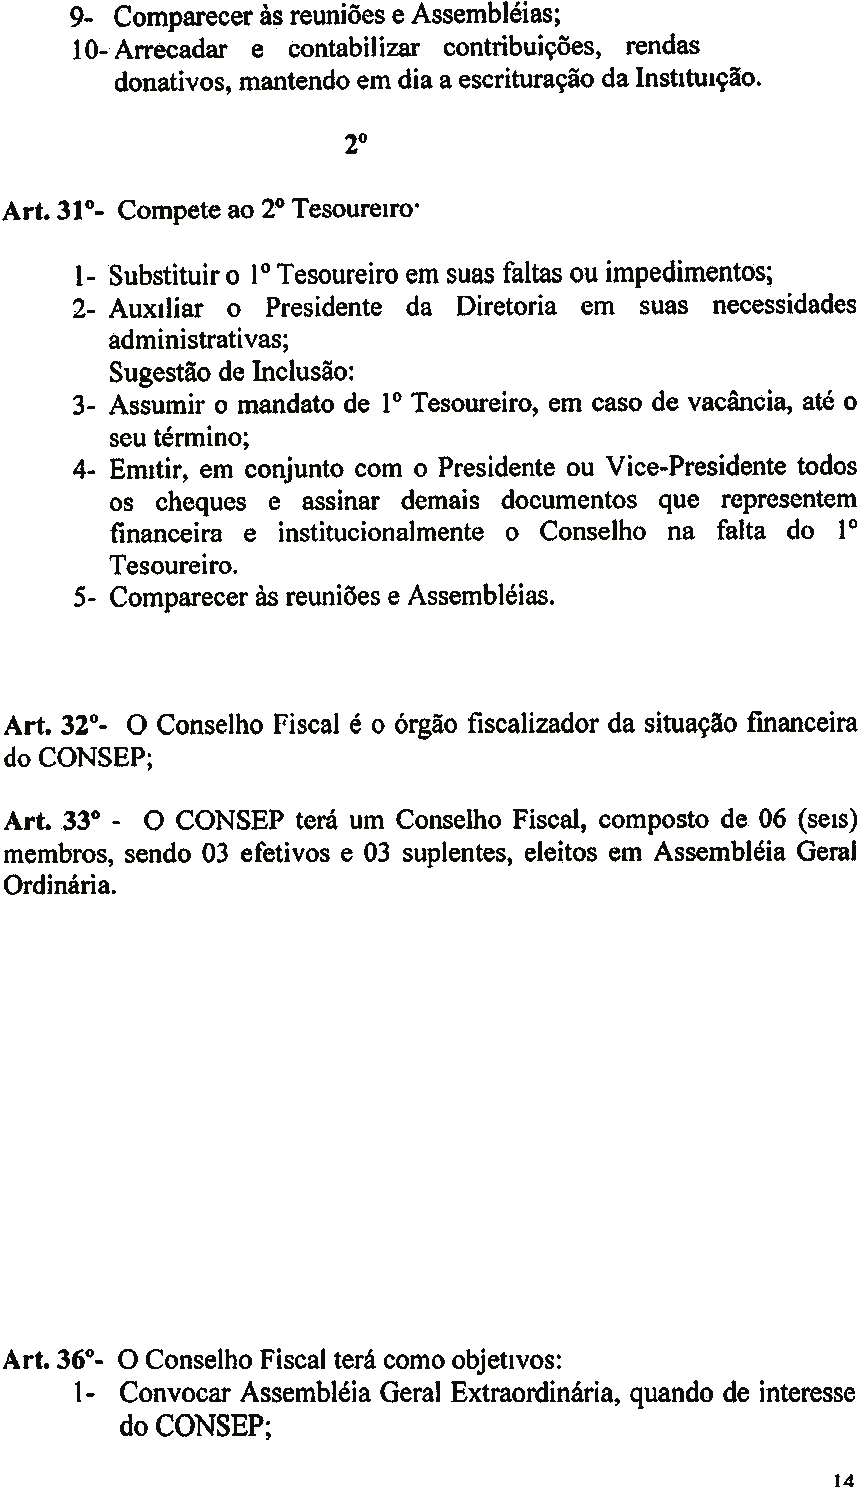 9- Comparecer às reuniões e Assembléias;
10- Arrecadar e contabilizar contribuições, rendas
donativos, mantendo em dia a escrituração da Instituição.
2º
Art. 31º- Compete ao 2º Tesoureiro·
1- Substituir o 1º Tesoureiro em suas faltas ou impedimentos;
2- Auxiliar o Presidente da Diretoria em suas necessidades
administrativas;
Sugestão de Inclusão:
3- Assumir o mandato de 1º Tesoureiro, em caso de vacância, até o
seu término;
4- Emitir, em conjunto com o Presidente ou Vice-Presidente todos
os cheques e assinar demais documentos que representem
financeira e institucionalmente o Conselho na falta do 1º
Tesoureiro.
5- Comparecer às reuniões e Assembléias.
Art. 32º- O Conselho Fiscal é o órgão fiscalizador da situação financeira
do CONSEP;
Art. 33º - O CONSEP terá um Conselho Fiscal, composto de 06 (seis)
membros, sendo 03 efetivos e 03 suplentes, eleitos em Assembléia Geral
Ordinária.
Art. 36º- O Conselho Fiscal terá como objetivos:
1- Convocar Assembléia Geral Extraordinária, quando de interesse
do CONSEP;
14